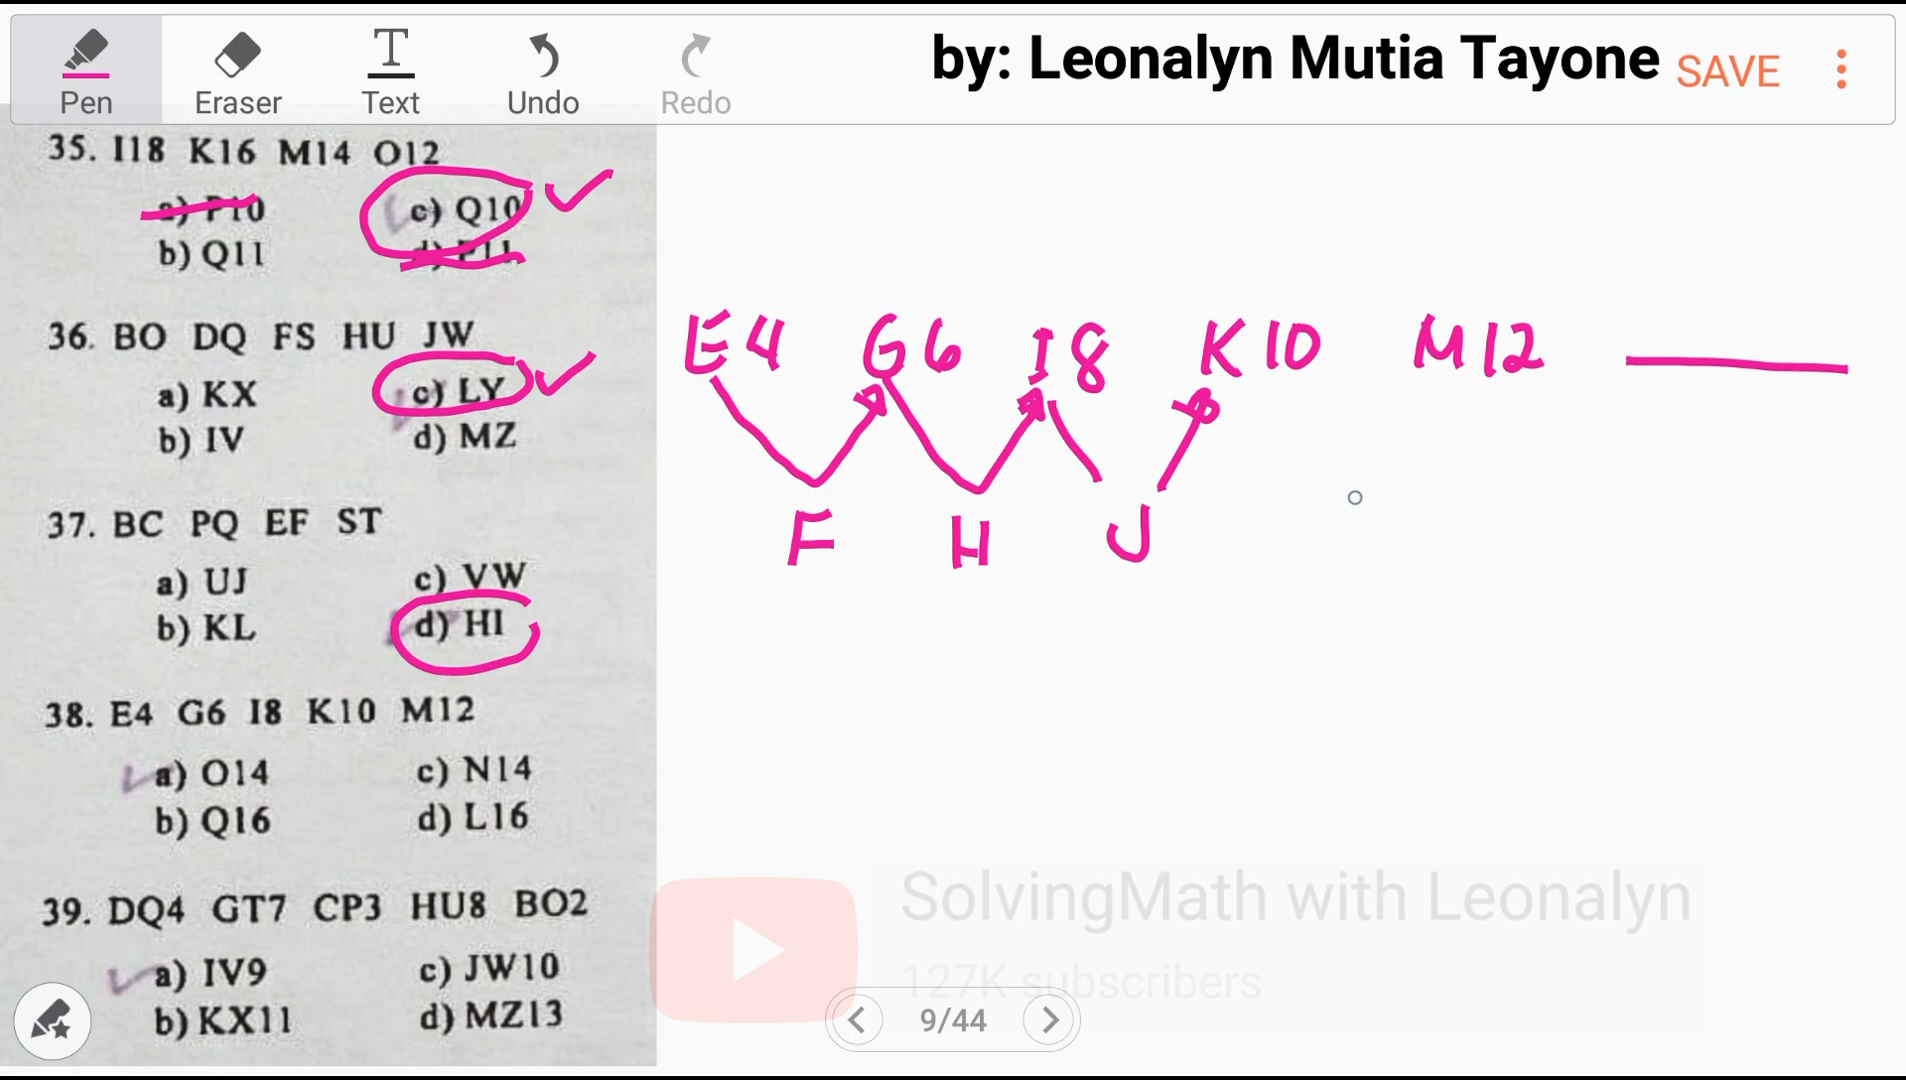 by: Leonalyn Mutia Tayone
SAVE
Pen Eraser Text Undo Redo
35. I18 K16 M14 O12
a) P10 c) Q10
b) Q11 d) P11
36. BO DQ FS HU JW
a) KX c) LY
b) IV d) MZ
37. BC PQ EF ST
a) UJ c) VW
b) KL d) HI
38. E4 G6 I8 K10 M12
a) O14 c) N14
b) Q16 d) L16
39. DQ4 GT7 CP3 HU8 BO2
a) IV9 c) JW10
b) KX11 d) MZ13
E4 G6 I8 K10 M12
F H J
SolvingMath with Leonalyn
127K subscribers
9/44